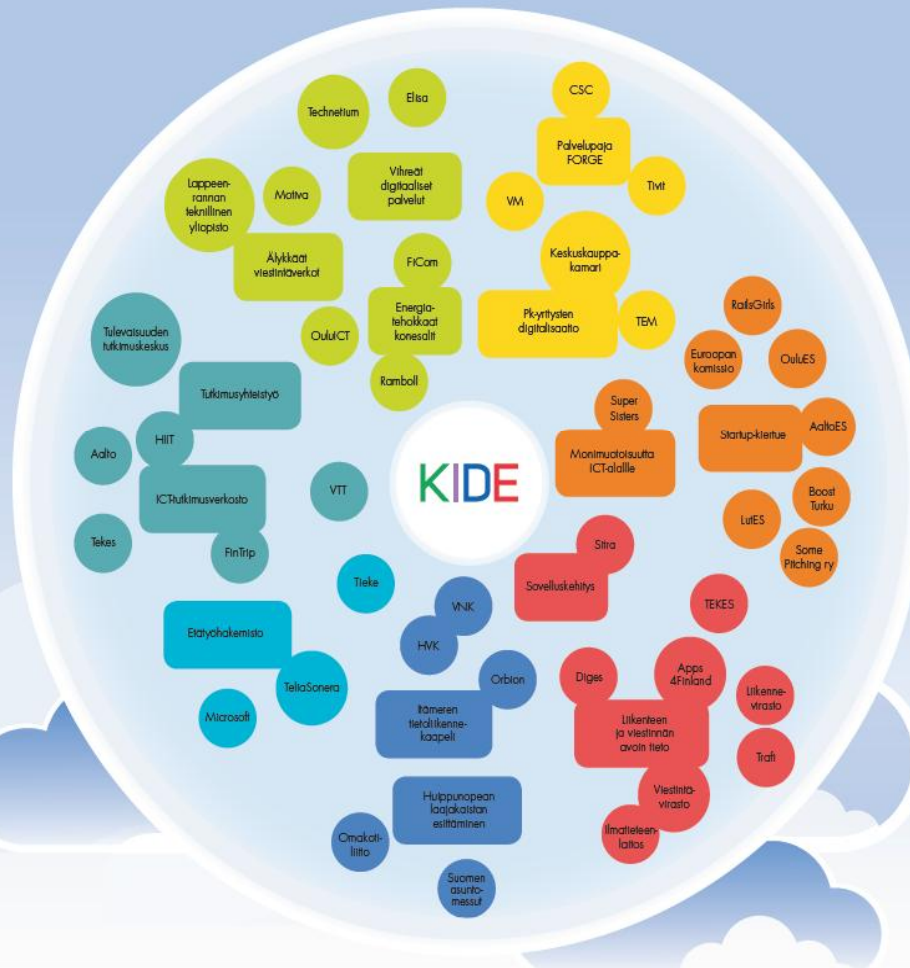 CSC
Elisa
Technetium
Palvelupaja
FORGE
Vihreät
digitaaliset
palvelut
Tivit
Lappeen-
rannan
teknillinen
yliopisto
Motiva
VM
Älykkäät
viestintäverkot
FiCom
Keskuskauppa-
kamari
Energia-
tehokkaat
konesalit
Pk-yritysten
digitalisaatio
TEM
RailsGirls
Tulevaisuuden
tutkimuskeskus
OuluICT
Ramboll
Euroopan
komissio
OuluES
Tutkimusyhteistyö
Super
Sisters
Startup-kiertue
AaltoES
Aalto
HIIT
Monimuotoisuutta
ICT-alalle
KIDE
ICT-tutkimusverkosto
VTT
Boost
Turku
LutES
Tekes
FinTrip
Sitra
Some
Pitching ry
Tieke
Sovelluskehitys
VNK
TEKES
Etätyöhakemisto
HVK
Orbion
Diges
Apps
4Finland
TeliaSonera
Microsoft
Liikenne-
virasto
Itämeren
tietoliikenne-
kaapeli
Liikenteen
ja viestinnän
avoin tieto
Trafi
Huippunopean
laajakaistan
esittäminen
Viestintä-
virasto
Omakoti-
liitto
Ilmatieteen-
laitos
Suomen
asunto-
messut